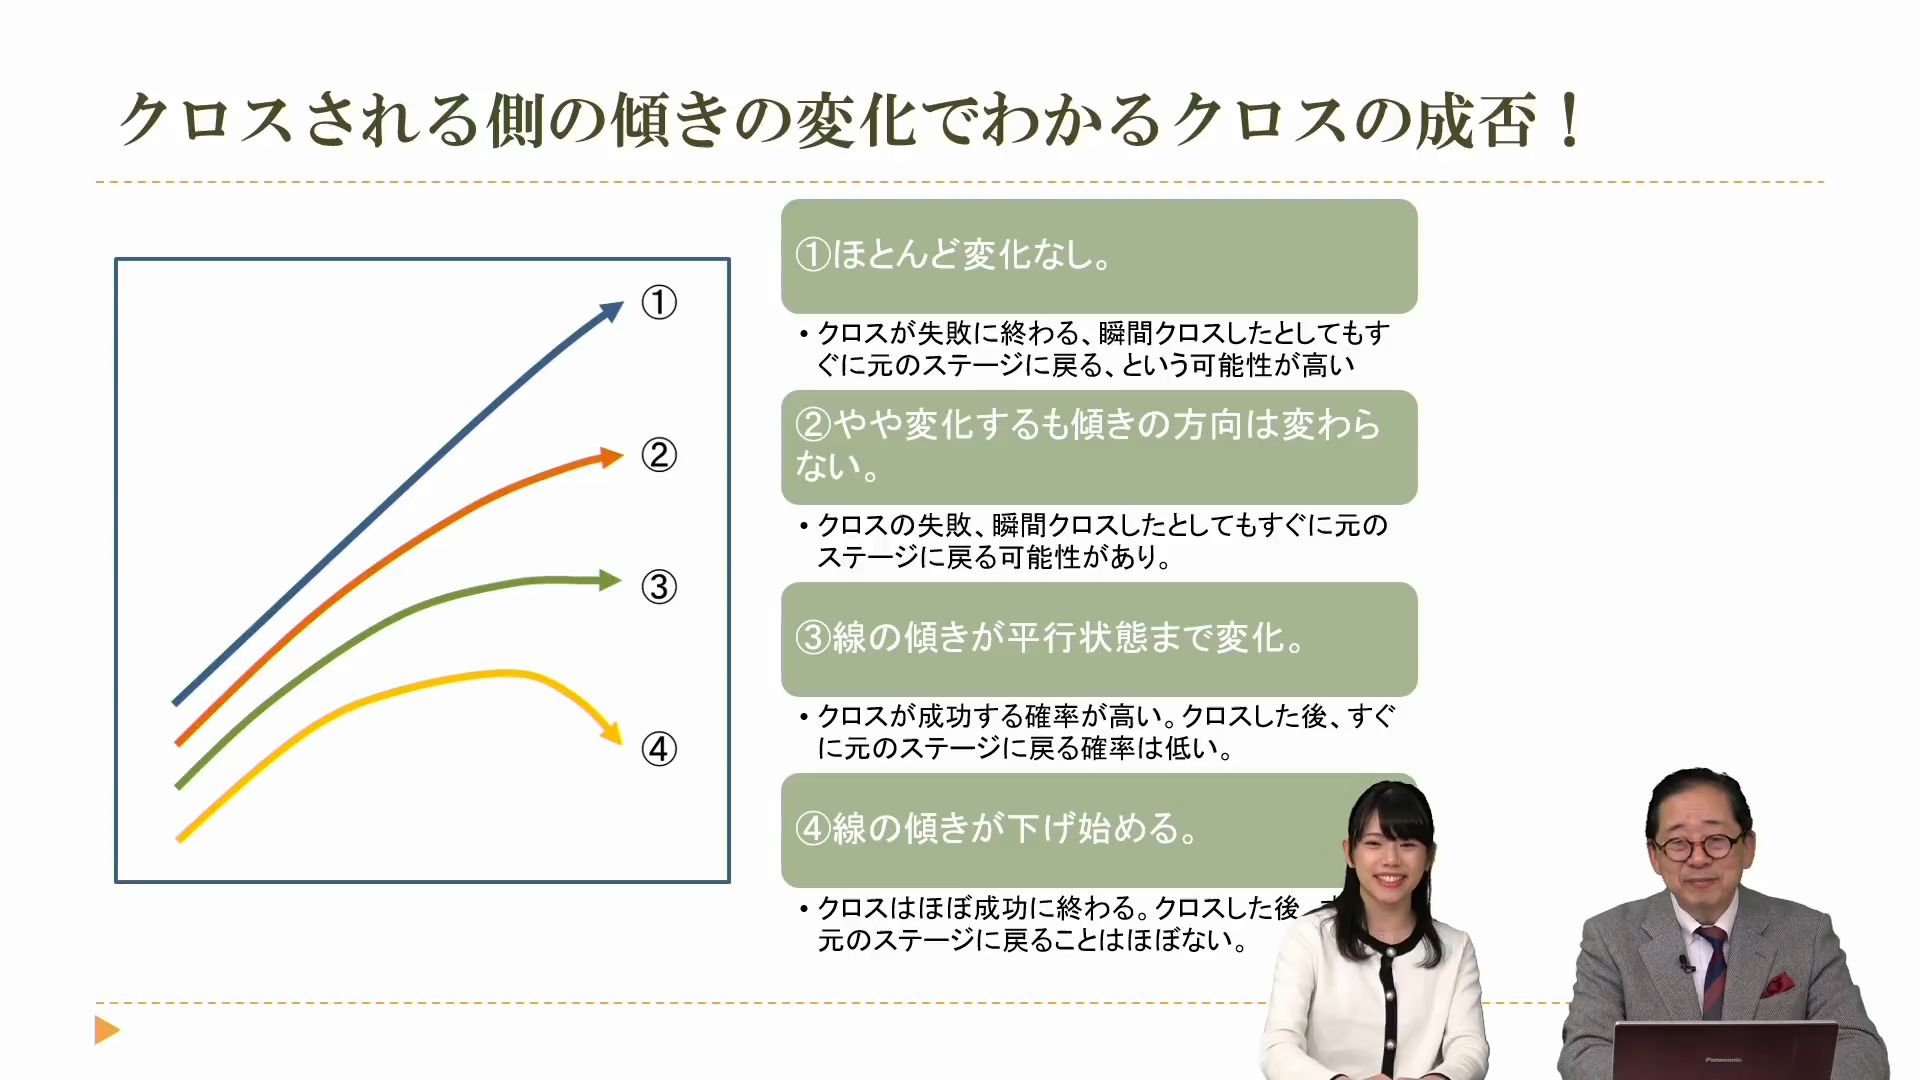 クロスされる側の傾きの変化でわかるクロスの成否！
①
②
③
④
①ほとんど変化なし。
• クロスが失敗に終わる、瞬間クロスしたとしてもす
ぐに元のステージに戻る、という可能性が高い
②やや変化するも傾きの方向は変わら
ない。
• クロスの失敗、瞬間クロスしたとしてもすぐに元の
ステージに戻る可能性があり。
③線の傾きが平行状態まで変化。
• クロスが成功する確率が高い。クロスした後、すぐ
に元のステージに戻る確率は低い。
④線の傾きが下げ始める。
• クロスはほぼ成功に終わる。クロスした後
元のステージに戻ることはほぼない。
Panasonic